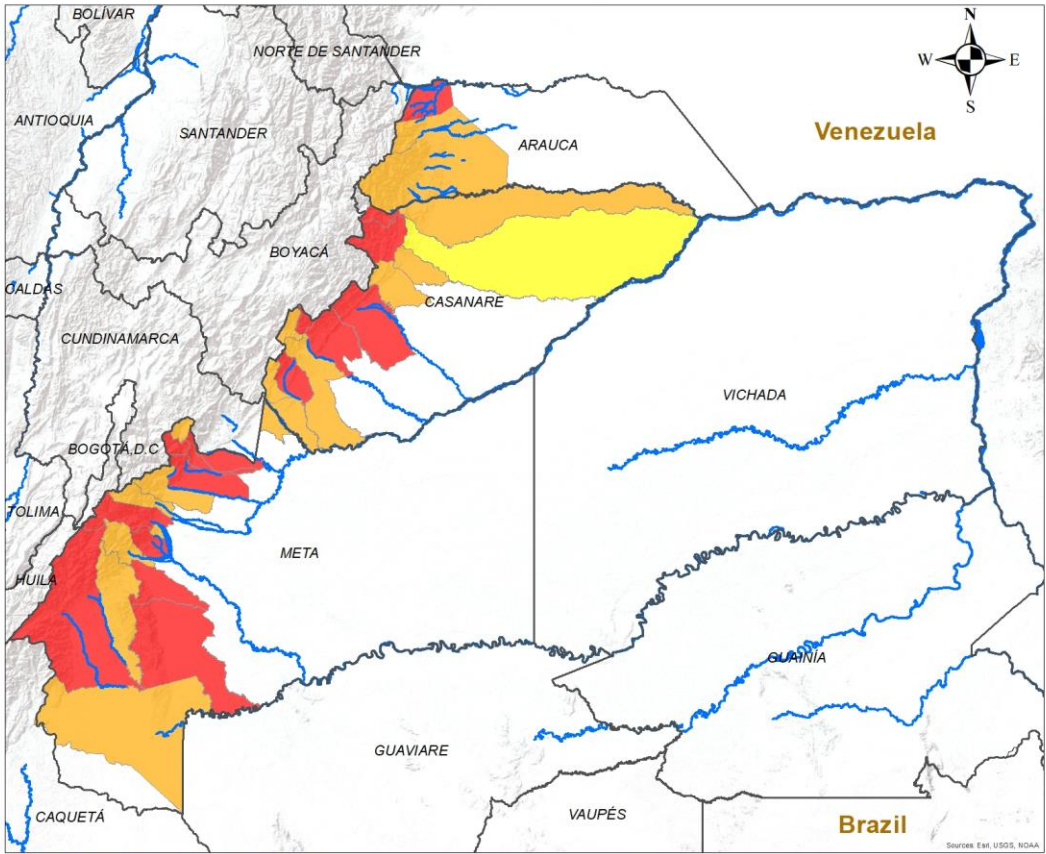 BOLÍVAR
N
NORTE DE SANTANDER
W
E
S
ANTIOQUIA
SANTANDER
ARAUCA
Venezuela
BOYACÁ
CALDAS
CASANARE
CUNDINAMARCA
VICHADA
BOGOTÁ.D.C
TOLIMA
META
HUILA
GUAINÍA
GUAVIARE
CAQUETÁ
VAUPÉS
Brazil
Sources: Esri, USGS, NOAA